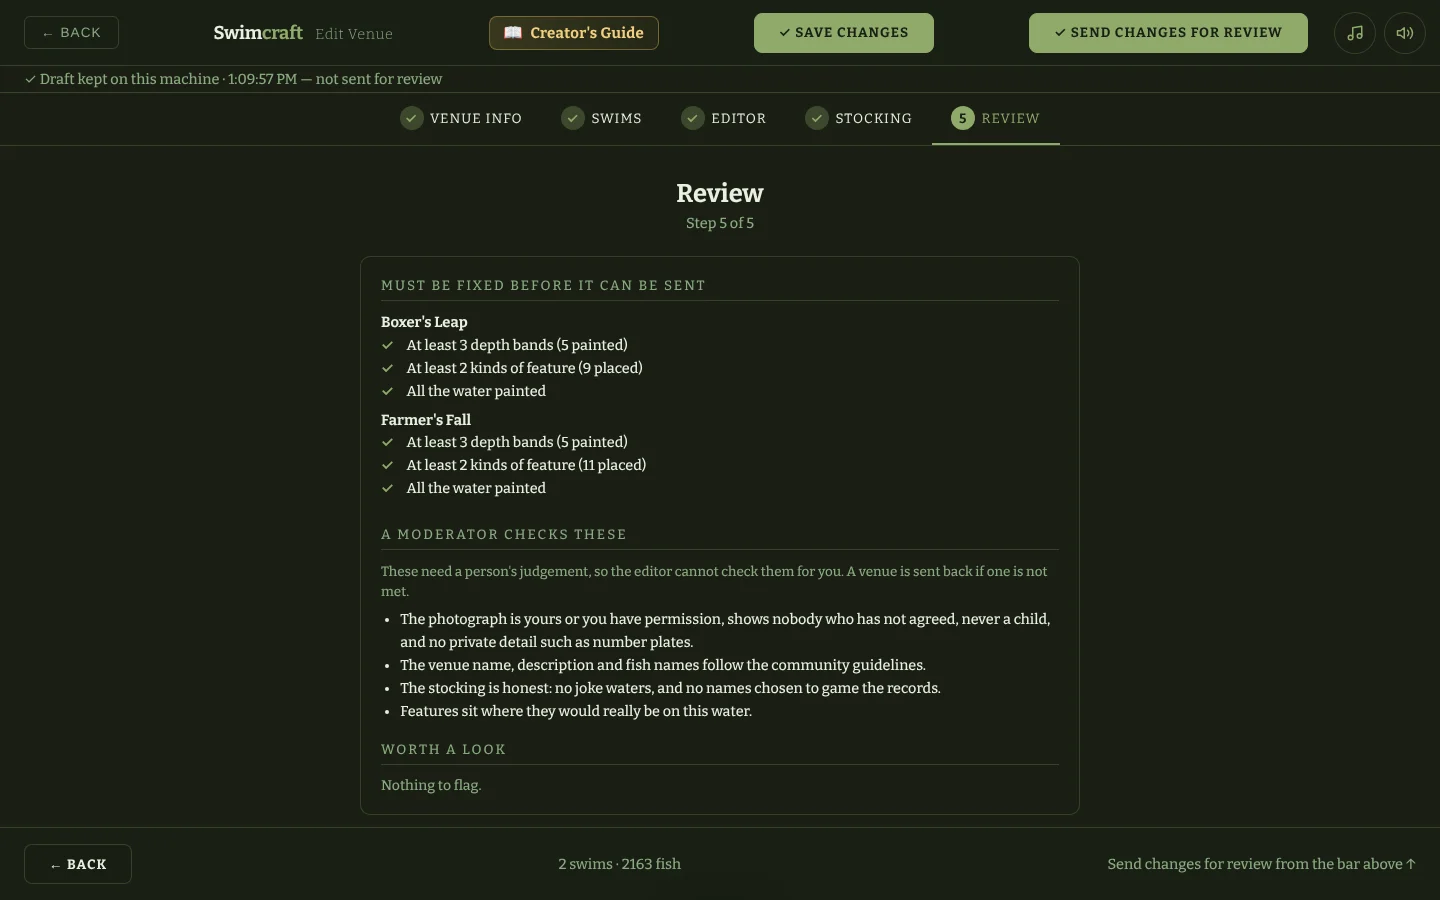 ← BACK
Swimcraft Edit Venue
Creator's Guide
✓ SAVE CHANGES
✓ SEND CHANGES FOR REVIEW
✓ Draft kept on this machine · 1:09:57 PM — not sent for review
VENUE INFO
SWIMS
EDITOR
STOCKING
5 REVIEW
Review
Step 5 of 5
MUST BE FIXED BEFORE IT CAN BE SENT
Boxer's Leap
✓ At least 3 depth bands (5 painted)
✓ At least 2 kinds of feature (9 placed)
✓ All the water painted
Farmer's Fall
✓ At least 3 depth bands (5 painted)
✓ At least 2 kinds of feature (11 placed)
✓ All the water painted
A MODERATOR CHECKS THESE
These need a person's judgement, so the editor cannot check them for you. A venue is sent back if one is not
met.
• The photograph is yours or you have permission, shows nobody who has not agreed, never a child,
and no private detail such as number plates.
• The venue name, description and fish names follow the community guidelines.
• The stocking is honest: no joke waters, and no names chosen to game the records.
• Features sit where they would really be on this water.
WORTH A LOOK
Nothing to flag.
← BACK
2 swims · 2163 fish
Send changes for review from the bar above ↑